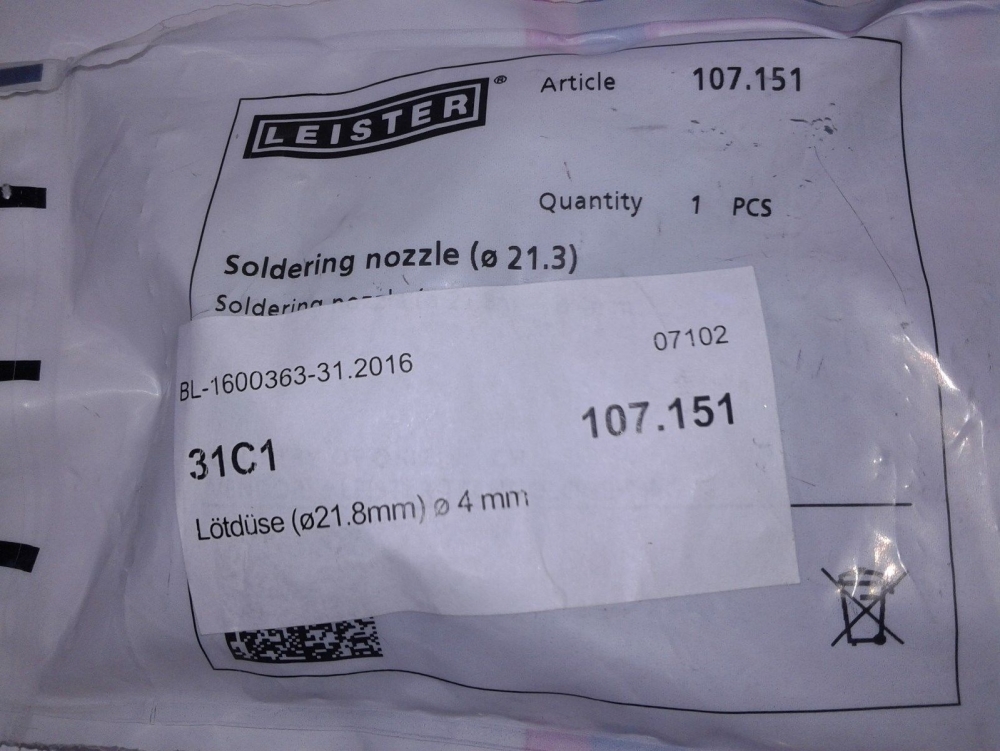 LEISTER®
Article 107.151
Quantity 1 PCS
Soldering nozzle (ø 21.3)
Soldering
07102
BL-1600363-31.2016
107.151
31C1
Lötdüse (ø21.8mm) ø 4 mm